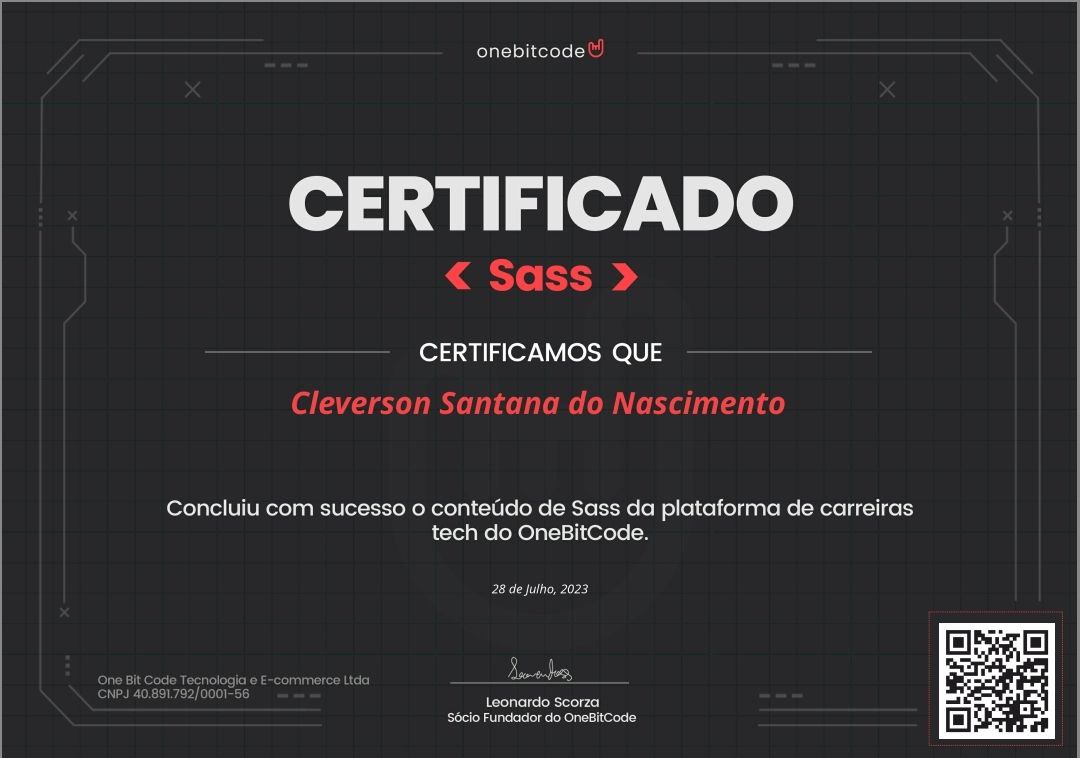 onebitcode
CERTIFICADO
< Sass >
CERTIFICAMOS QUE
Cleverson Santana do Nascimento
Concluiu com sucesso o conteúdo de Sass da plataforma de carreiras
tech do OneBitCode.
28 de Julho, 2023
One Bit Code Tecnologia e E-commerce Ltda
CNPJ 40.891.792/0001-56
Leonardo Scorza
Sócio Fundador do OneBitCode